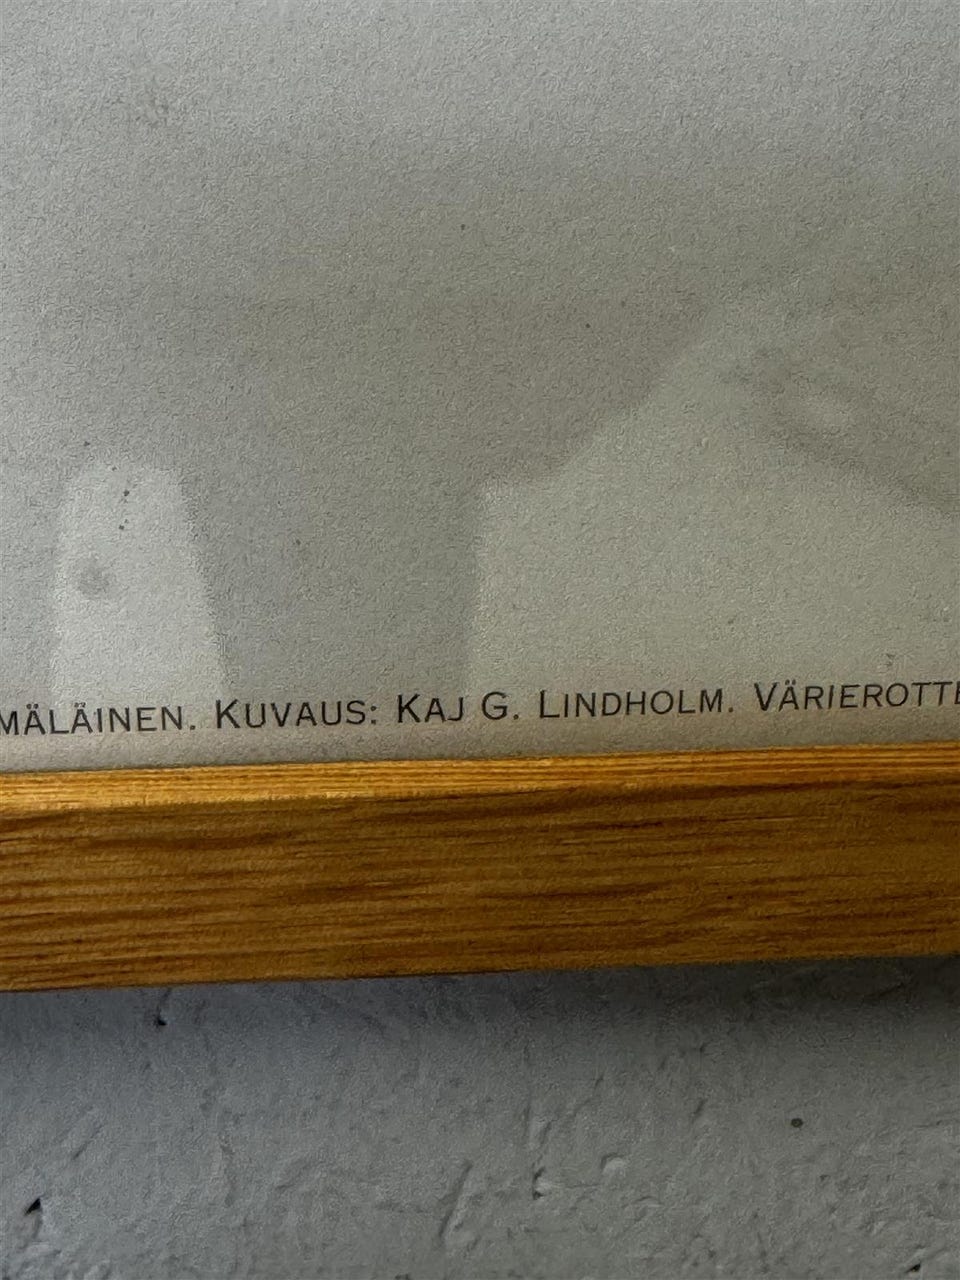 MÄLÄINEN. KUVAUS: KAJ G. LINDHOLM. VÄRIEROTTE